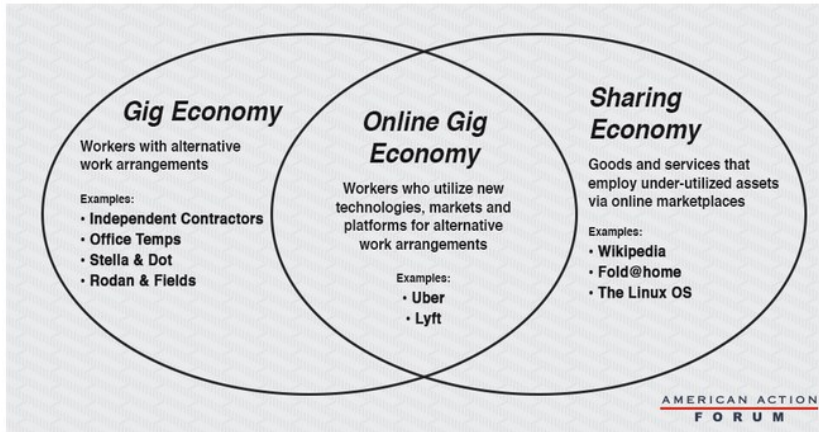 Gig Economy
Workers with alternative
work arrangements
Examples:
• Independent Contractors
• Office Temps
• Stella & Dot
• Rodan & Fields
Online Gig
Economy
Workers who utilize new
technologies, markets and
platforms for alternative
work arrangements
Examples:
• Uber
• Lyft
Sharing
Economy
Goods and services that
employ under-utilized assets
via online marketplaces
Examples:
• Wikipedia
• Fold@home
• The Linux OS
AMERICAN ACTION
FORUM